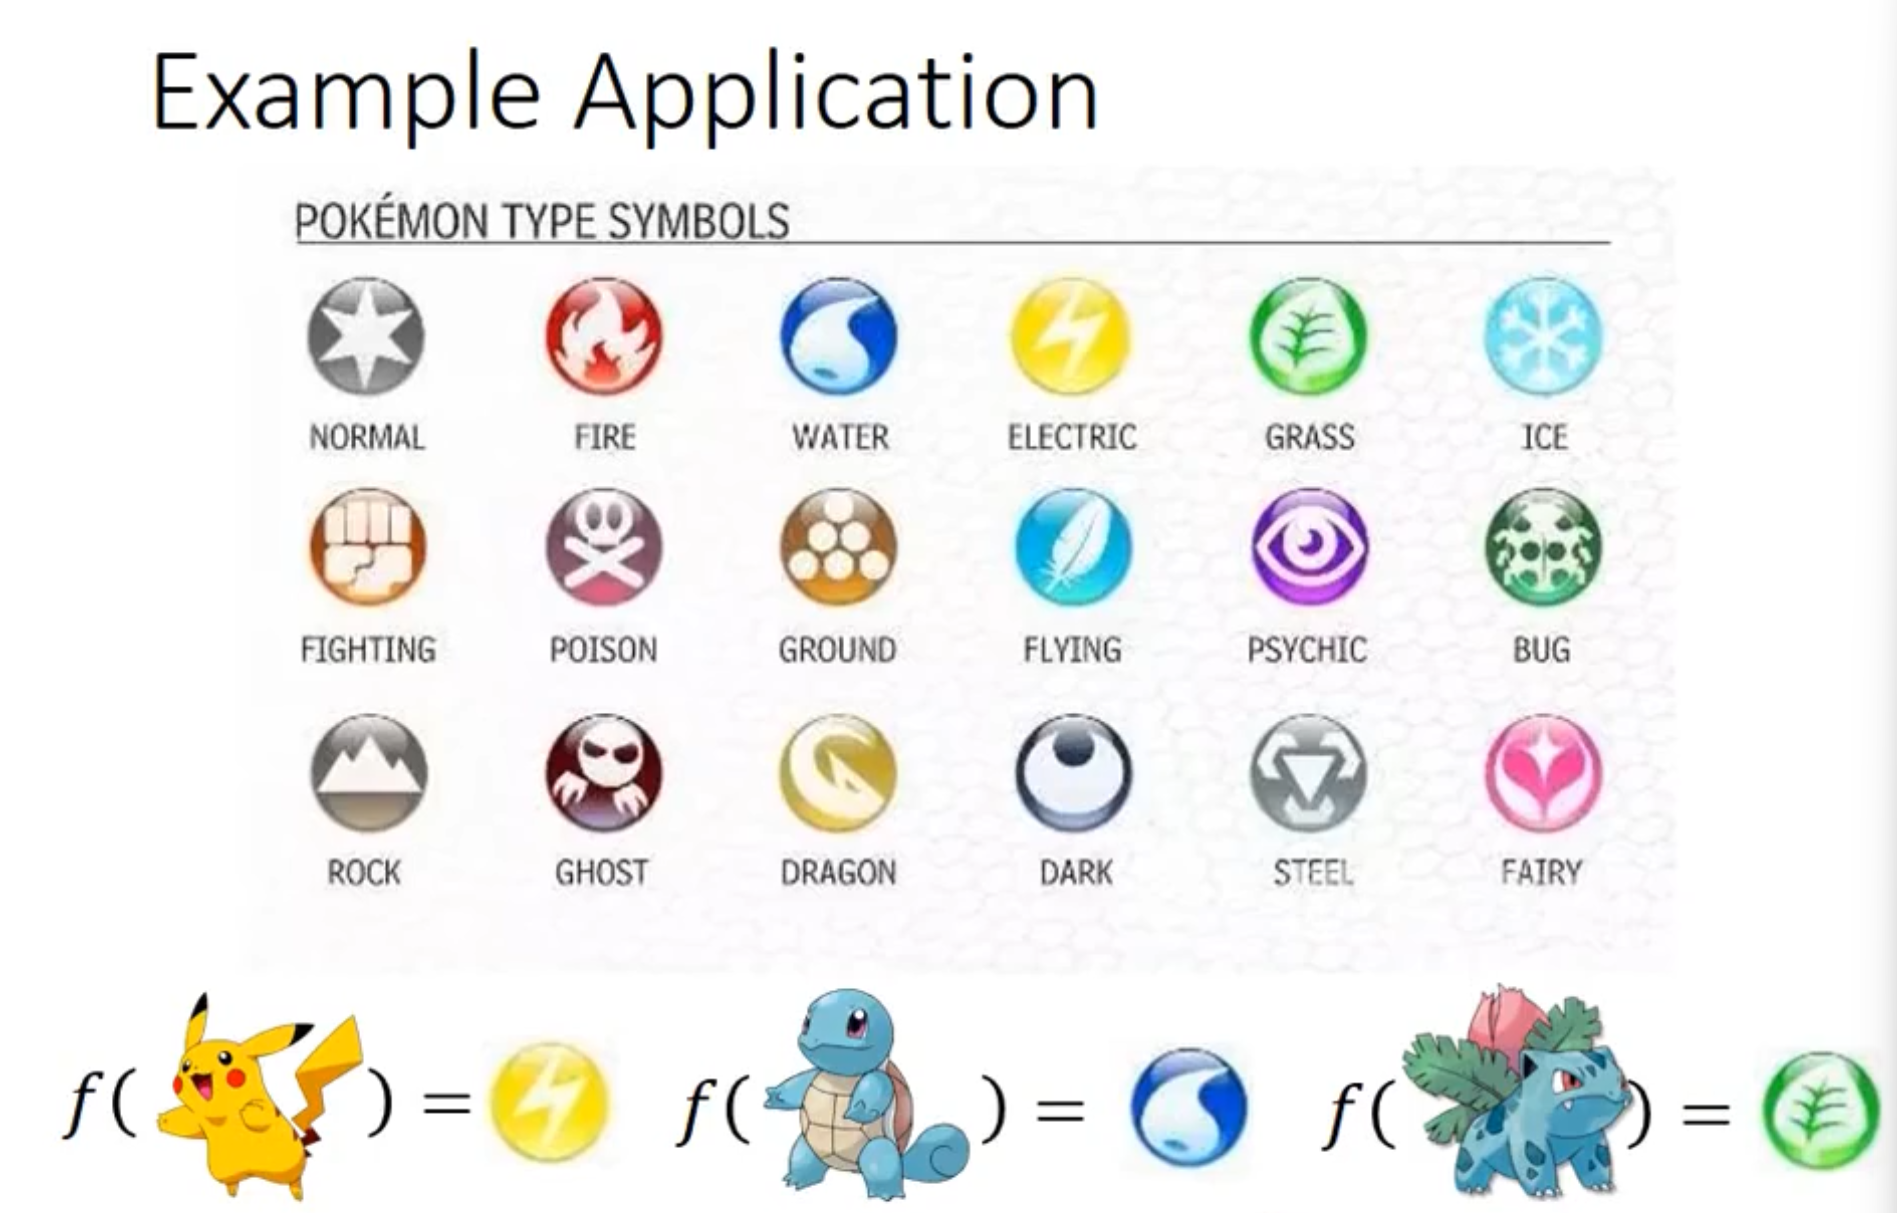 Example Application
POKÉMON TYPE SYMBOLS
NORMAL FIRE WATER ELECTRIC GRASS ICE
FIGHTING POISON GROUND FLYING PSYCHIC BUG
ROCK GHOST DRAGON DARK STEEL FAIRY
f( ) = f( ) = f( ) =